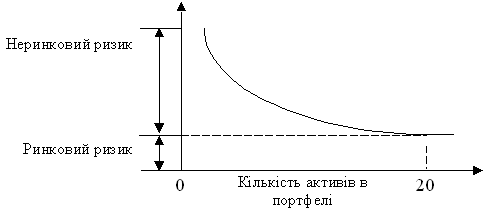 Неринковий ризик
Ринковий ризик
0
Кількість активів в
портфелі
20